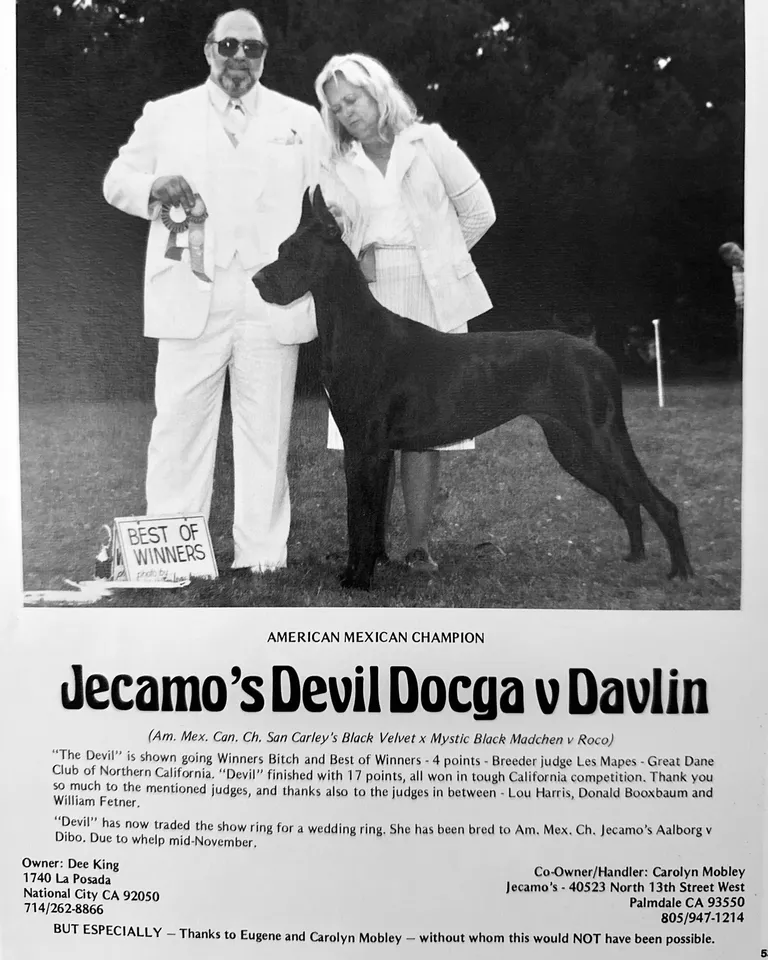 BEST OF
WINNERS
photo by
AMERICAN MEXICAN CHAMPION
Jecamo's Devil Docga v Davlin
(Am. Mex. Can. Ch. San Carley's Black Velvet x Mystic Black Madchen v Roco)
"The Devil" is shown going Winners Bitch and Best of Winners - 4 points - Breeder judge Les Mapes - Great Dane
Club of Northern California. "Devil" finished with 17 points, all won in tough California competition. Thank you
so much to the mentioned judges, and thanks also to the judges in between - Lou Harris, Donald Booxbaum and
William Fetner.
"Devil" has now traded the show ring for a wedding ring. She has been bred to Am. Mex. Ch. Jecamo's Aalborg v
Dibo. Due to whelp mid-November.
Owner: Dee King
1740 La Posada
National City CA 92050
714/262-8866
Co-Owner/Handler: Carolyn Mobley
Jecamo's - 40523 North 13th Street West
Palmdale CA 93550
805/947-1214
BUT ESPECIALLY — Thanks to Eugene and Carolyn Mobley — without whom this would NOT have been possible.